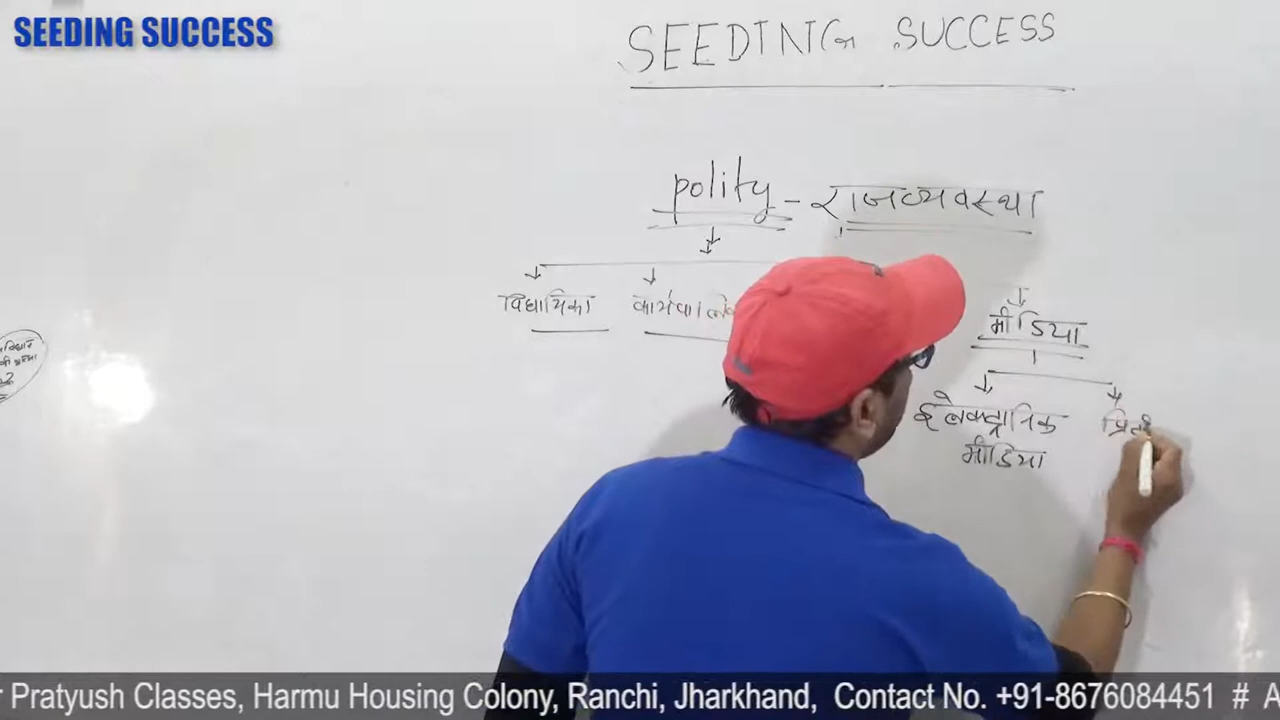 SEEDING SUCCESS
SEEDING SUCCESS
polity - राजव्यवस्था
विधायिका
मीडिया
इलेक्ट्रानिक
मीडिया
r Pratyush Classes, Harmu Housing Colony, Ranchi, Jharkhand, Contact No. +91-8676084451 # A